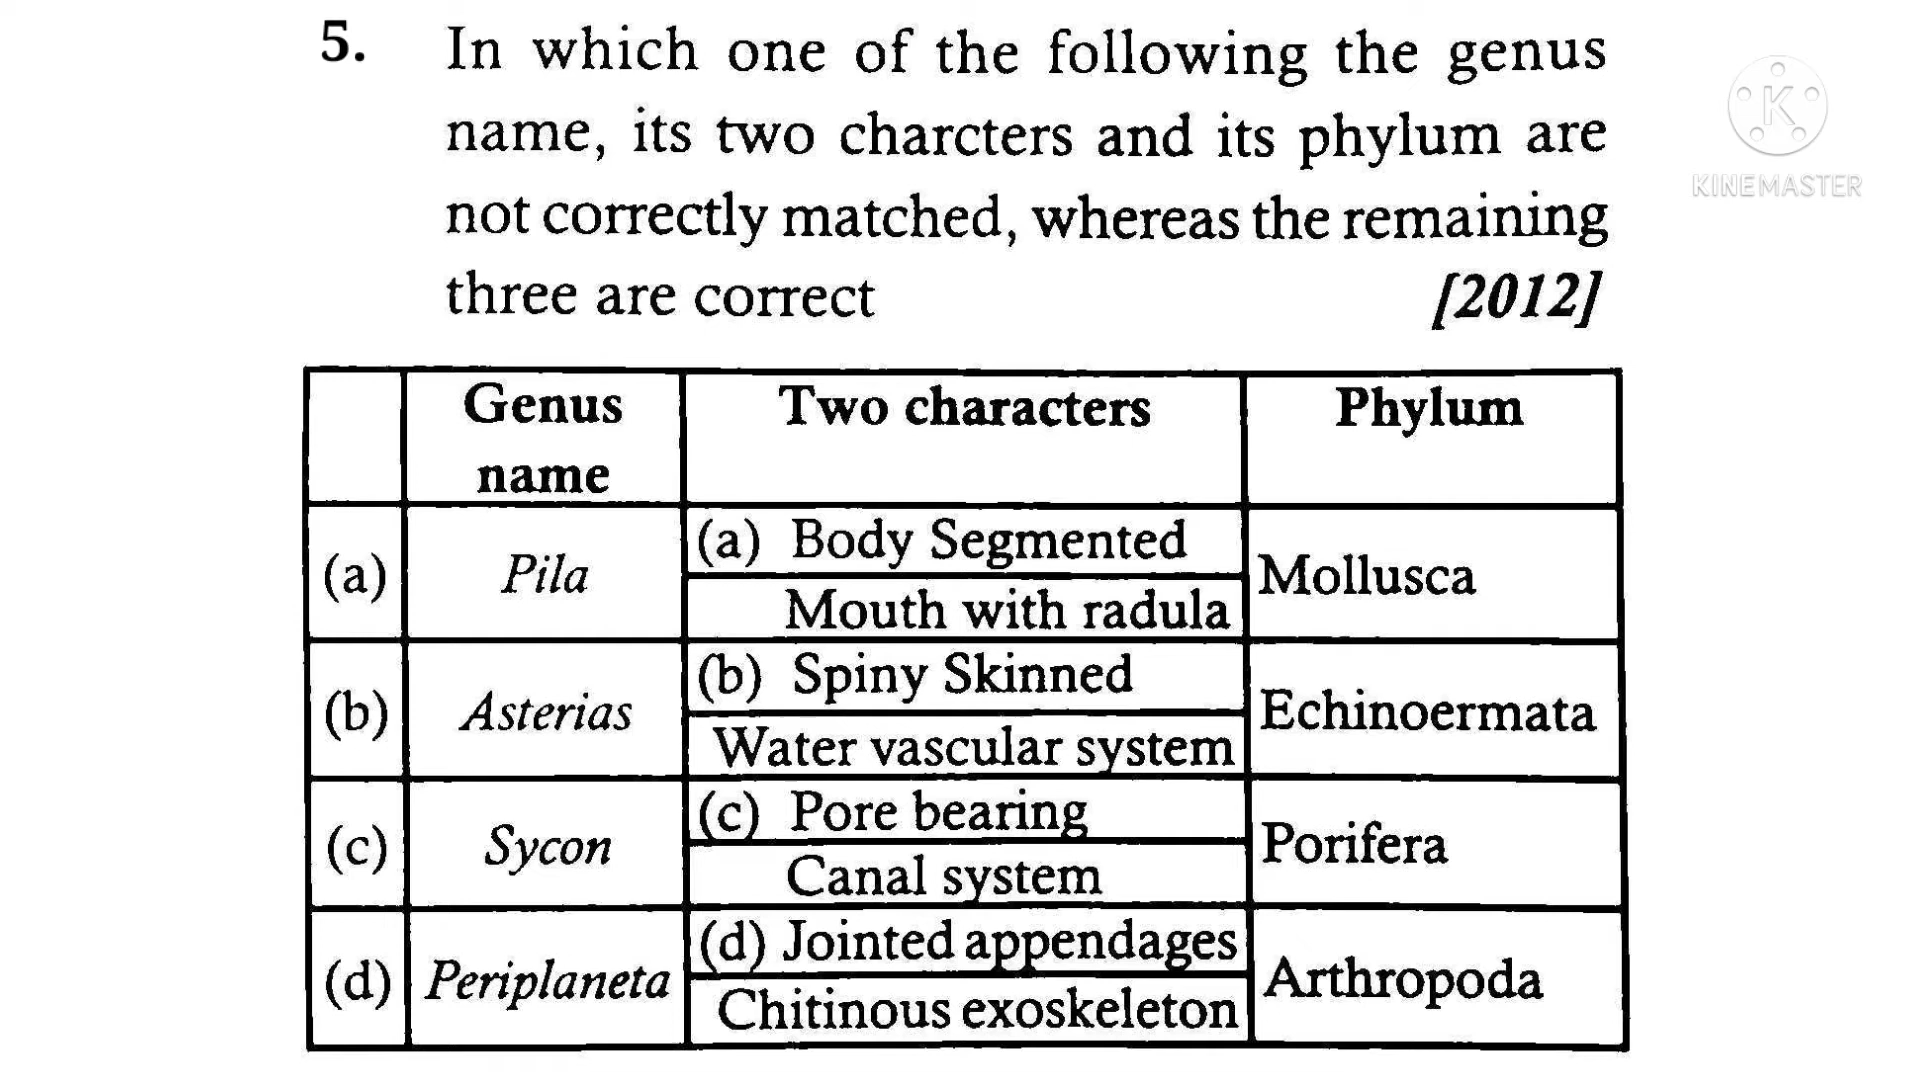 5. In which one of the following the genus
name, its two charcters and its phylum are
not correctly matched, whereas the remaining
three are correct [2012]
Genus name Two characters Phylum
(a) Pila (a) Body Segmented Mollusca
Mouth with radula
(b) Asterias (b) Spiny Skinned Echinoermata
Water vascular system
(c) Sycon (c) Pore bearing Porifera
Canal system
(d) Periplaneta (d) Jointed appendages Arthropoda
Chitinous exoskeleton
K
KINEMASTER